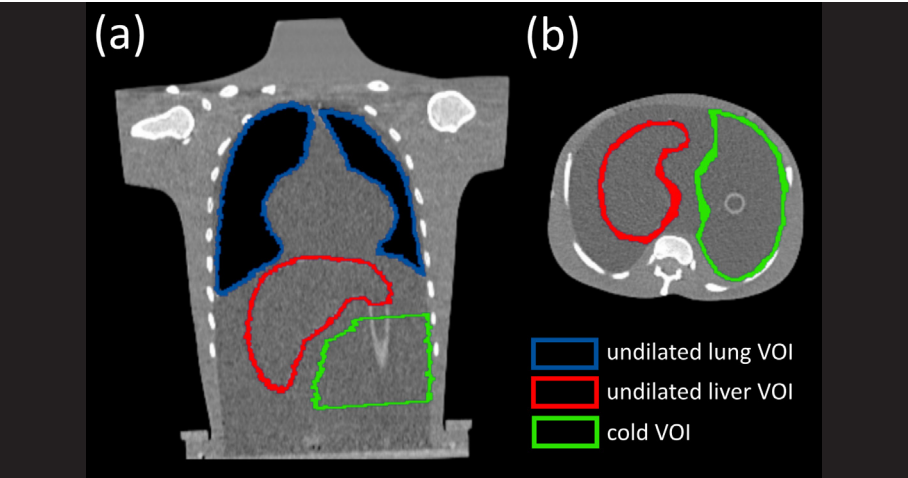 (a)
(b)
undilated lung VOI
undilated liver VOI
cold VOI